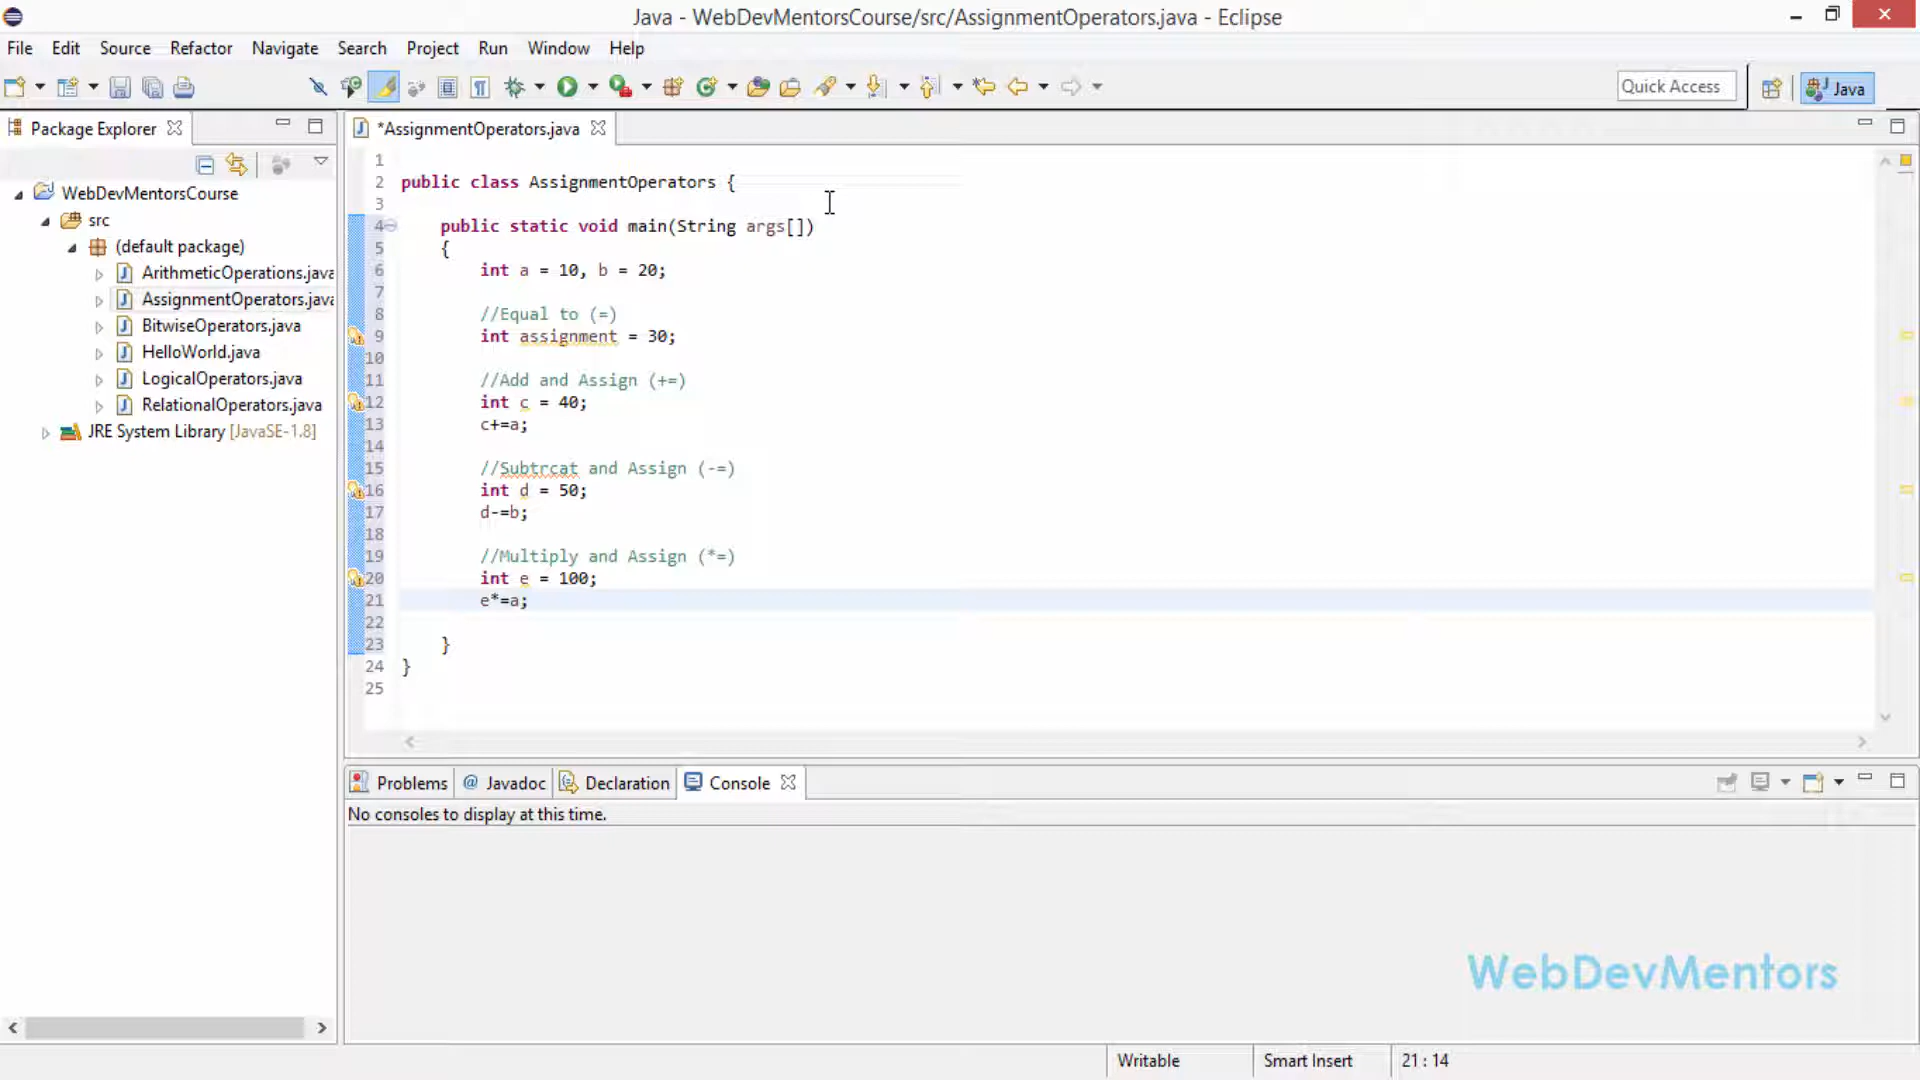 Java - WebDevMentorsCourse/src/AssignmentOperators.java - Eclipse
File Edit Source Refactor Navigate Search Project Run Window Help
Quick Access
Java
Package Explorer
WebDevMentorsCourse
src
(default package)
ArithmeticOperations.java
AssignmentOperators.java
BitwiseOperators.java
HelloWorld.java
LogicalOperators.java
RelationalOperators.java
JRE System Library [JavaSE-1.8]
*AssignmentOperators.java
1
2 public class AssignmentOperators {
3
4 public static void main(String args[])
5 {
6 int a = 10, b = 20;
7
8 //Equal to (=)
9 int assignment = 30;
10
11 //Add and Assign (+=)
12 int c = 40;
13 c+=a;
14
15 //Subtrcat and Assign (-=)
16 int d = 50;
17 d-=b;
18
19 //Multiply and Assign (*=)
20 int e = 100;
21 e*=a;
22
23 }
24 }
25
Problems @ Javadoc Declaration Console
No consoles to display at this time.
WebDevMentors
Writable Smart Insert 21 : 14